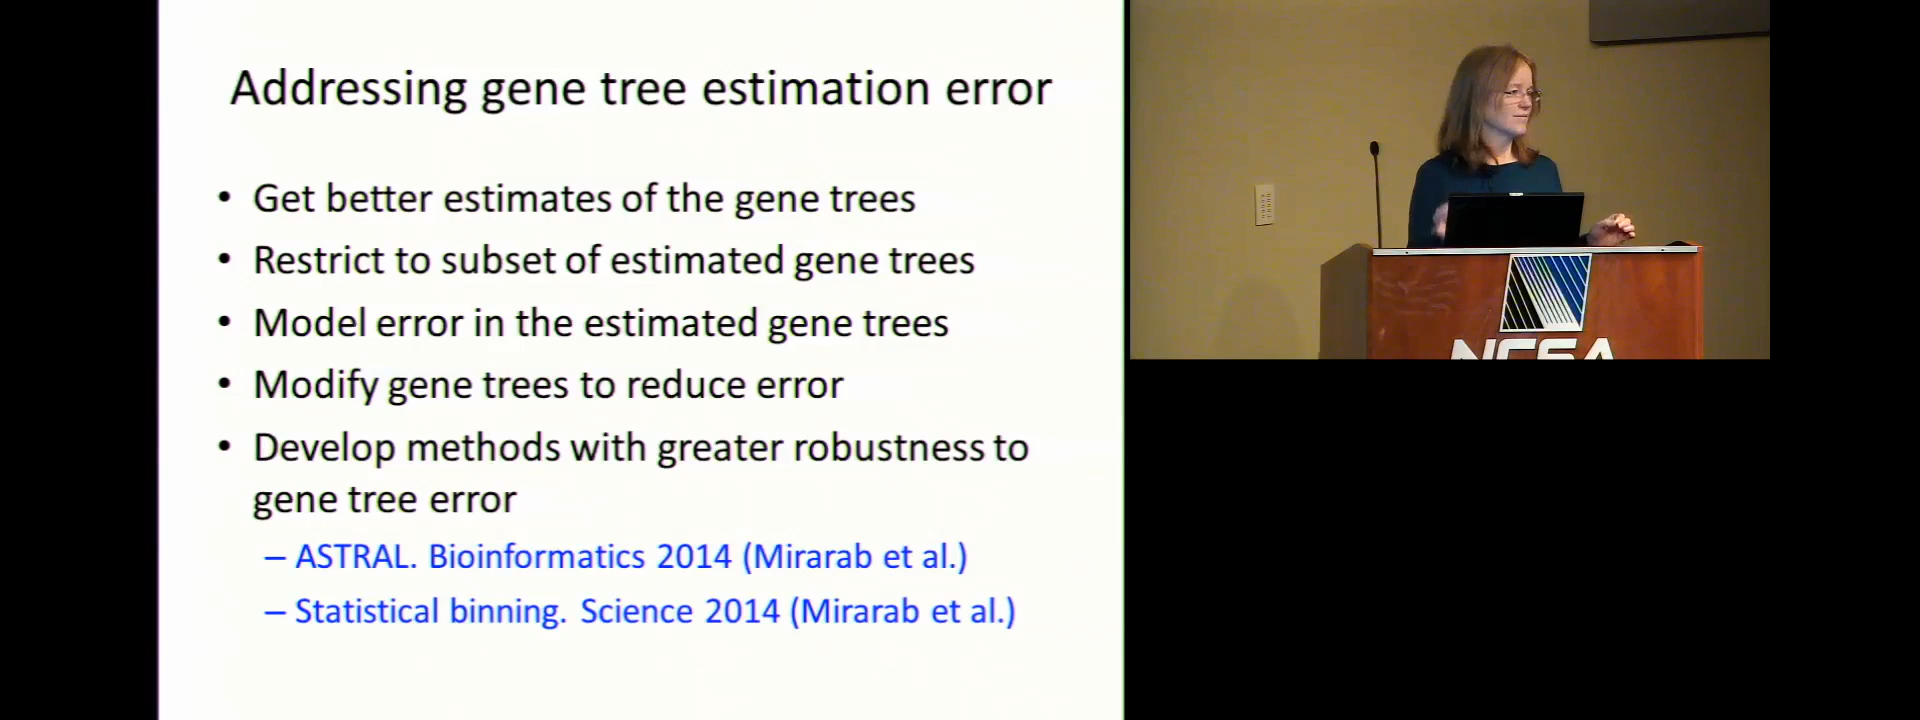 Addressing gene tree estimation error
• Get better estimates of the gene trees
• Restrict to subset of estimated gene trees
• Model error in the estimated gene trees
• Modify gene trees to reduce error
• Develop methods with greater robustness to
gene tree error
– ASTRAL. Bioinformatics 2014 (Mirarab et al.)
– Statistical binning. Science 2014 (Mirarab et al.)
NCSA